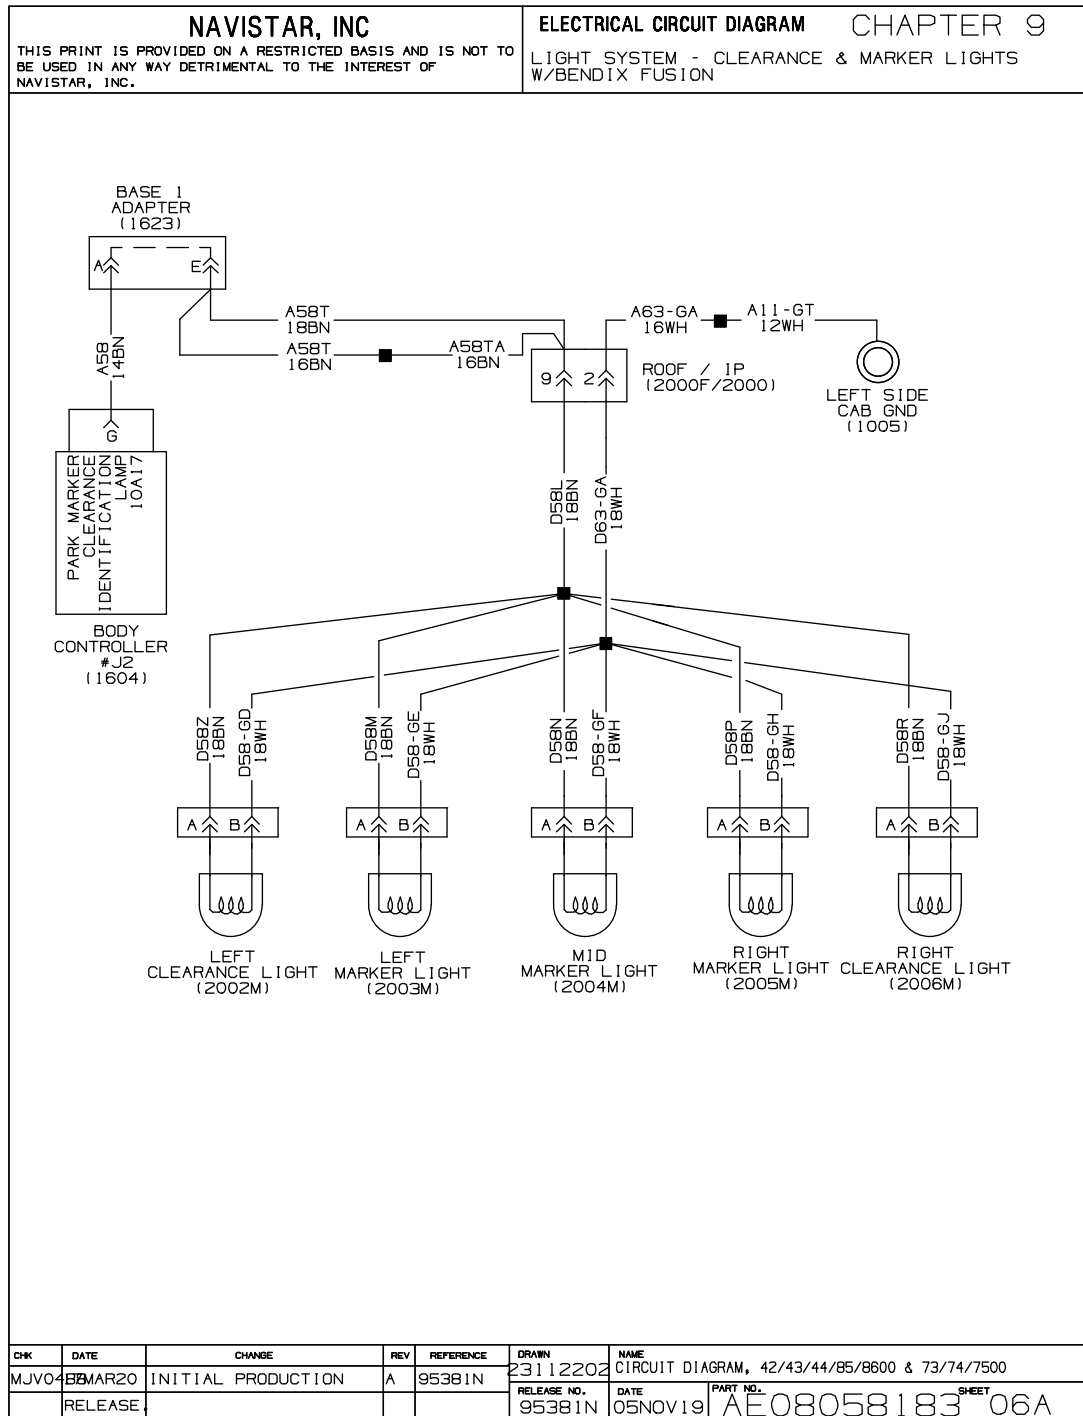 NAVISTAR, INC
THIS PRINT IS PROVIDED ON A RESTRICTED BASIS AND IS NOT TO
BE USED IN ANY WAY DETRIMENTAL TO THE INTEREST OF
NAVISTAR, INC.
ELECTRICAL CIRCUIT DIAGRAM CHAPTER 9
LIGHT SYSTEM - CLEARANCE & MARKER LIGHTS
W/BENDIX FUSION
BASE 1
ADAPTER
(1623)
A E
A58T
18BN
A58T
16BN
A58TA
16BN
A63-GA
16WH
A11-GT
12WH
A58
14BN
9 2
ROOF / IP
(2000F/2000)
LEFT SIDE
CAB GND
(1005)
G
PARK MARKER
CLEARANCE
IDENTIFICATION
LAMP
10A17
BODY
CONTROLLER
#J2
(1604)
D58L
18BN
D63-GA
18WH
D58Z
18BN
D58-GD
18WH
D58M
18BN
D58-GE
18WH
D58N
18BN
D58-GF
18WH
D58P
18BN
D58-GH
18WH
D58R
18BN
D58-GJ
18WH
A B A B A B A B A B
LEFT
CLEARANCE LIGHT
(2002M)
LEFT
MARKER LIGHT
(2003M)
MID
MARKER LIGHT
(2004M)
RIGHT
MARKER LIGHT
(2005M)
RIGHT
CLEARANCE LIGHT
(2006M)
CHK DATE CHANGE REV REFERENCE
INITIAL PRODUCTION A 95381N
RELEASE
DRAWN
23112202
NAME
CIRCUIT DIAGRAM, 42/43/44/85/8600 & 73/74/7500
RELEASE NO.
95381N
DATE
05NOV19
PART NO.
AE08058183
SHEET
06A